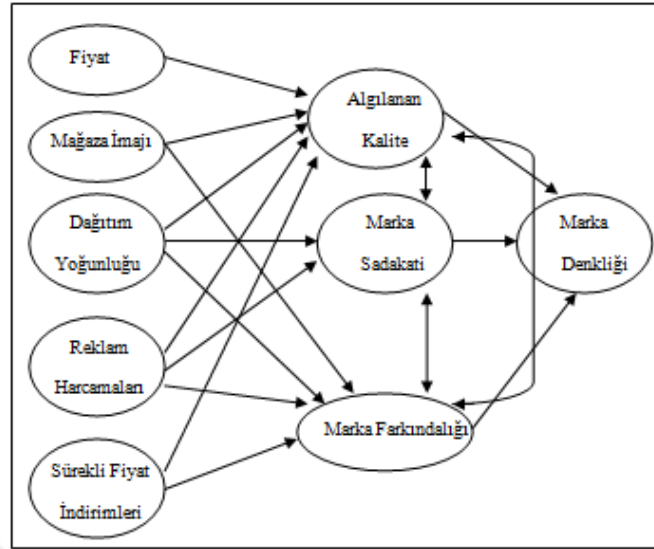 Fiyat
Mağaza İmajı
Dağıtım
Yoğunluğu
Reklam
Harcamaları
Sürekli Fiyat
İndirimleri
Algılanan
Kalite
Marka
Sadakati
Marka Farkındalığı
Marka
Denkliği